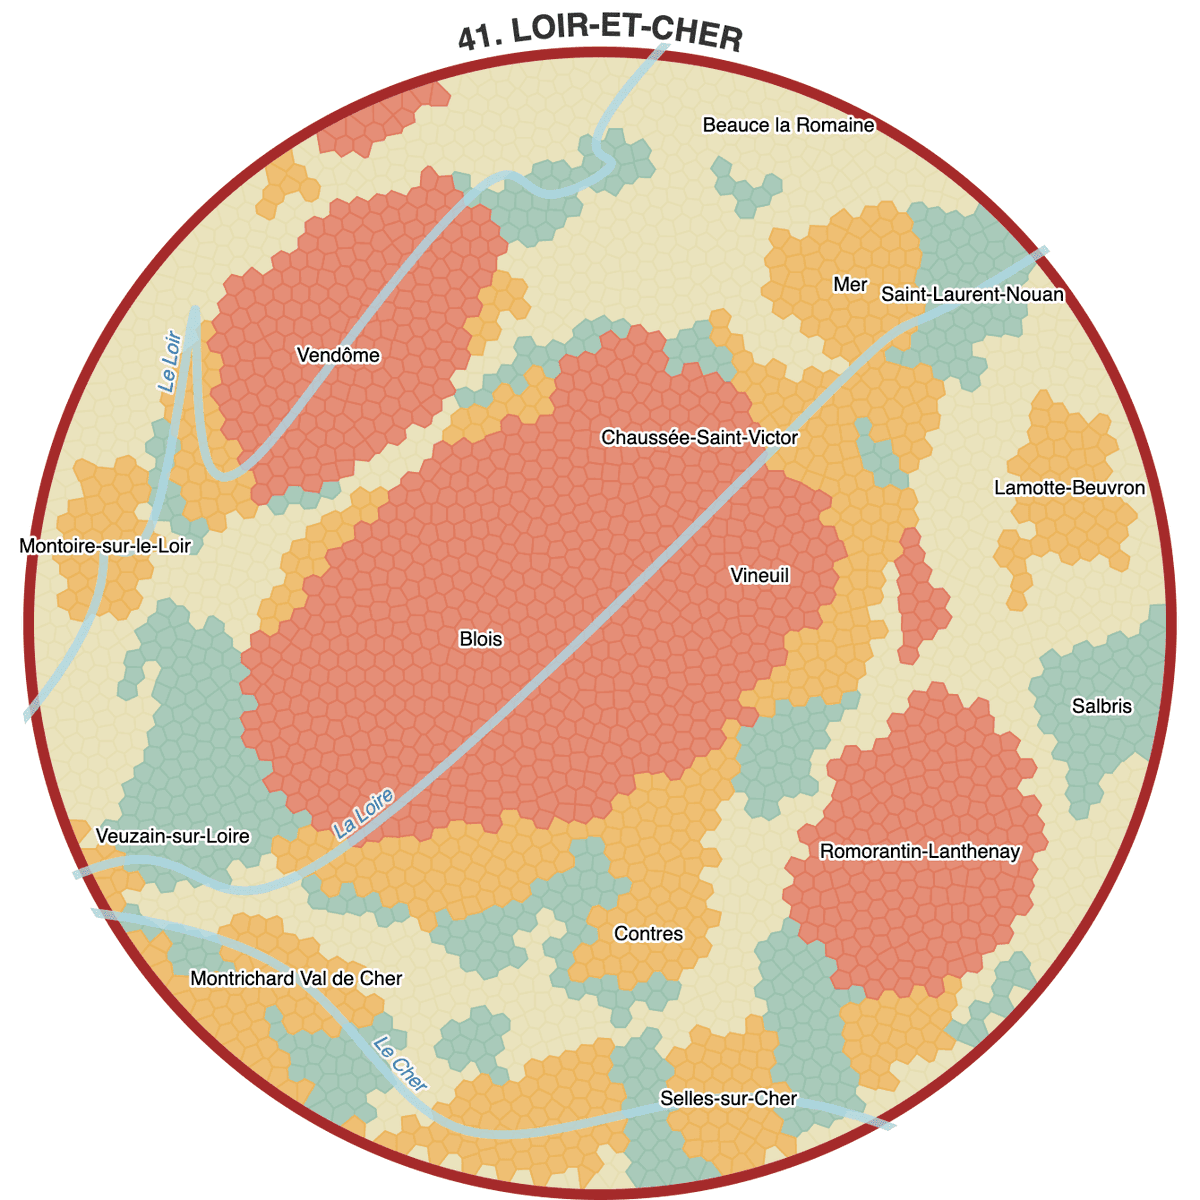 41. LOIR-ET-CHER
Beauce la Romaine
Mer
Saint-Laurent-Nouan
Le Loir
Vendôme
Chaussée-Saint-Victor
Lamotte-Beuvron
Montoire-sur-le-Loir
Vineuil
Blois
Salbris
La Loire
Veuzain-sur-Loire
Romorantin-Lanthenay
Contres
Montrichard Val de Cher
Le Cher
Selles-sur-Cher